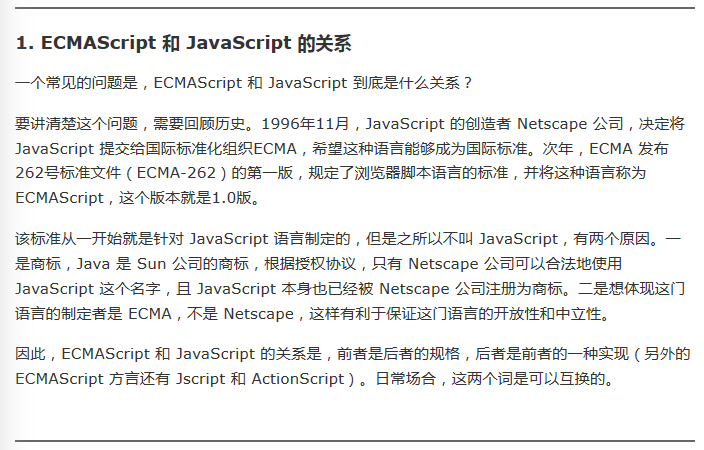 1. ECMAScript 和 JavaScript 的关系
一个常见的问题是，ECMAScript 和 JavaScript 到底是什么关系？
要讲清楚这个问题，需要回顾历史。1996年11月，JavaScript 的创造者 Netscape 公司，决定将
JavaScript 提交给国际标准化组织ECMA，希望这种语言能够成为国际标准。次年，ECMA 发布
262号标准文件（ECMA-262）的第一版，规定了浏览器脚本语言的标准，并将这种语言称为
ECMAScript，这个版本就是1.0版。
该标准从一开始就是针对 JavaScript 语言制定的，但是之所以不叫 JavaScript，有两个原因。一
是商标，Java 是 Sun 公司的商标，根据授权协议，只有 Netscape 公司可以合法地使用
JavaScript 这个名字，且 JavaScript 本身也已经被 Netscape 公司注册为商标。二是想体现这门
语言的制定者是 ECMA，不是 Netscape，这样有利于保证这门语言的开放性和中立性。
因此，ECMAScript 和 JavaScript 的关系是，前者是后者的规格，后者是前者的一种实现（另外的
ECMAScript 方言还有 Jscript 和 ActionScript）。日常场合，这两个词是可以互换的。